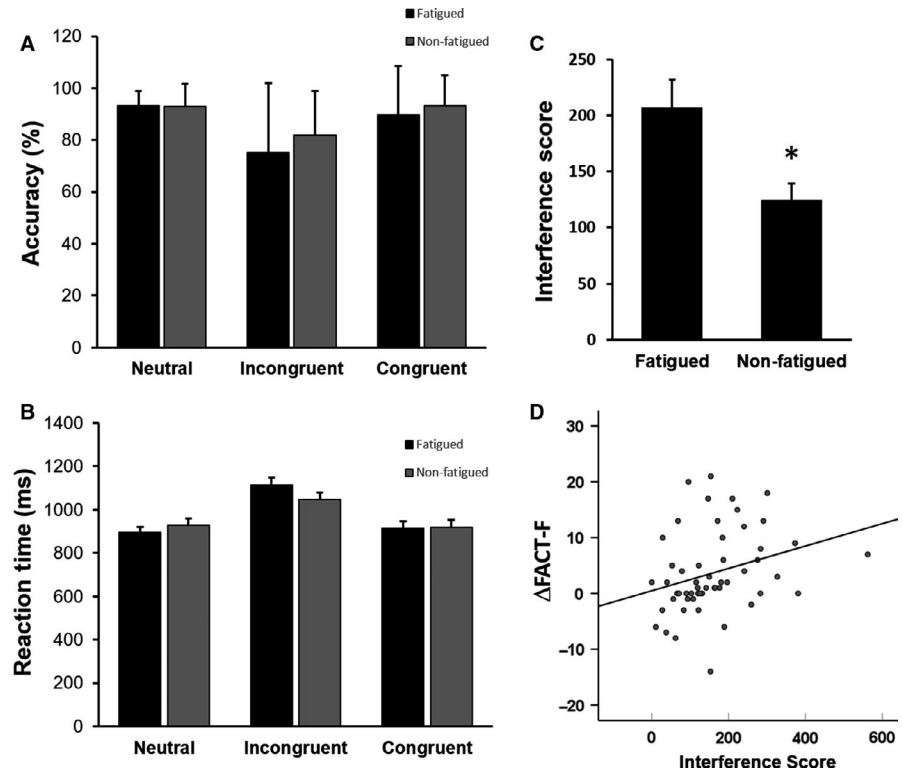 A
Fatigued
Non-fatigued
120
100
80
60
40
20
0
Accuracy (%)
Neutral Incongruent Congruent
C
250
200
150
100
50
0
Interference score
*
Fatigued Non-fatigued
B
1400
1200
1000
800
600
400
200
0
Reaction time (ms)
Fatigued
Non-fatigued
Neutral Incongruent Congruent
D
30
20
10
0
–10
–20
ΔFACT-F
0 200 400 600
Interference Score